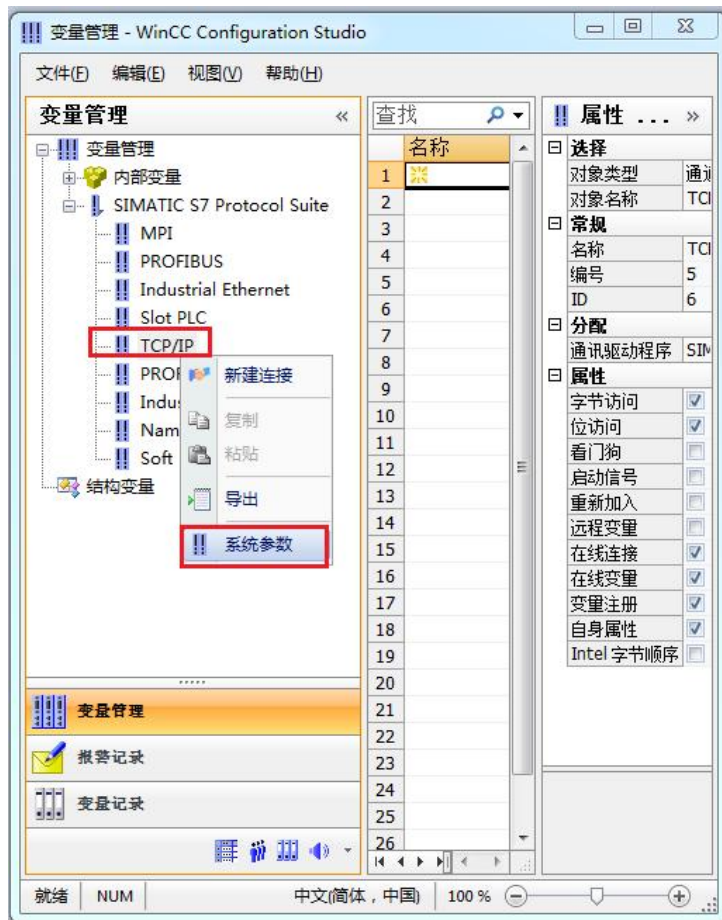 变量管理 - WinCC Configuration Studio
文件(F) 编辑(E) 视图(V) 帮助(H)
变量管理 «
变量管理
内部变量
SIMATIC S7 Protocol Suite
MPI
PROFIBUS
Industrial Ethernet
Slot PLC
TCP/IP
PROF
Indus
Nam
Soft
结构变量
新建连接
复制
粘贴
导出
系统参数
变量管理
报警记录
变量记录
查找
名称
1
2
3
4
5
6
7
8
9
10
11
12
13
14
15
16
17
18
19
20
21
22
23
24
25
26
属性 ... »
选择
对象类型 通讯
对象名称 TCI
常规
名称 TCI
编号 5
ID 6
分配
通讯驱动程序 SIM
属性
字节访问
位访问
看门狗
启动信号
重新加入
远程变量
在线连接
在线变量
变量注册
自身属性
Intel 字节顺序
就绪 NUM 中文(简体，中国) 100 %